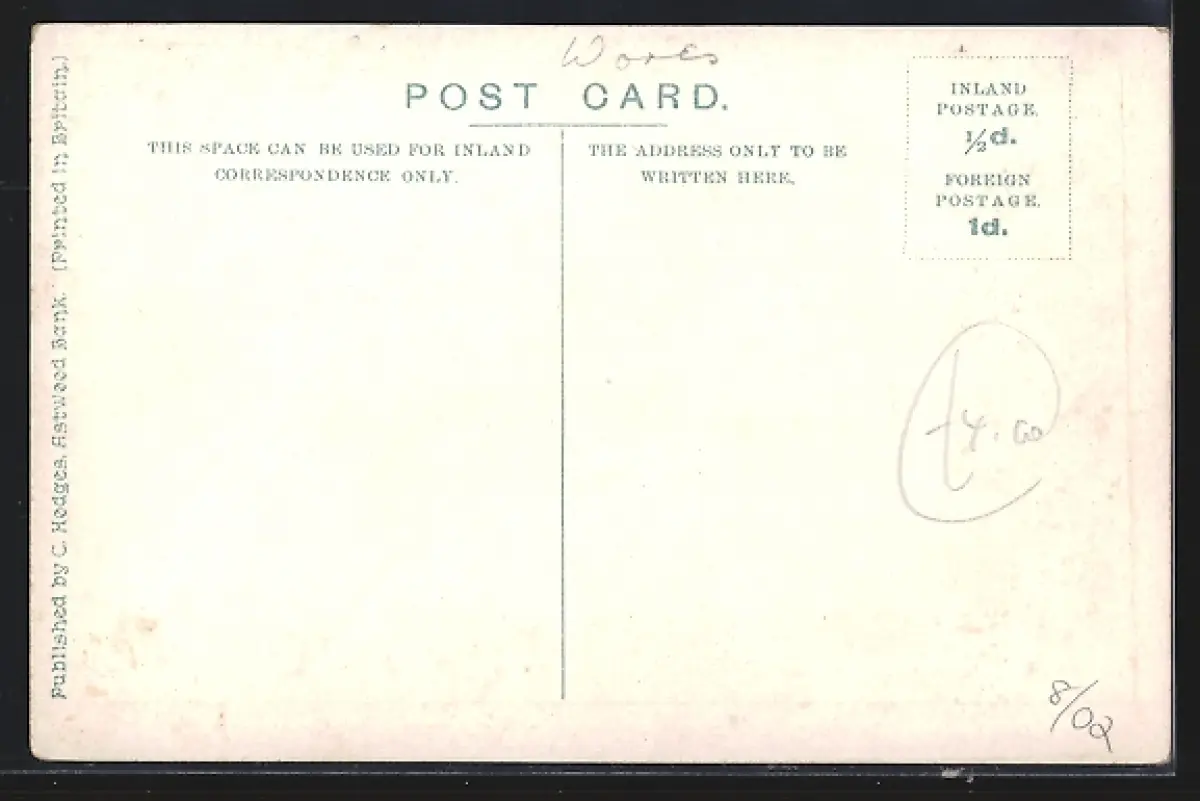 Worcs
POST CARD.
THIS SPACE CAN BE USED FOR INLAND
CORRESPONDENCE ONLY.
THE ADDRESS ONLY TO BE
WRITTEN HERE.
INLAND
POSTAGE.
½d.
FOREIGN
POSTAGE.
1d.
Published by C. Hodges, Astwood Bank. (Printed in Britain.)
4.00
8/02